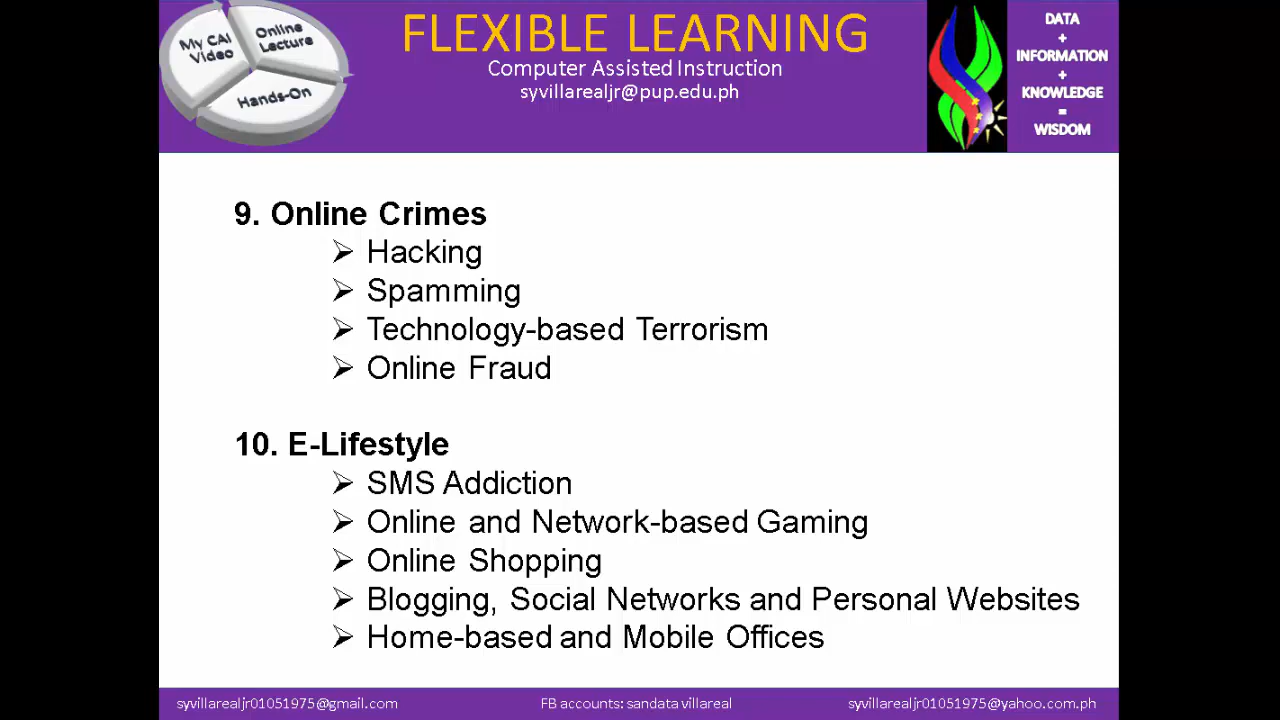 My CAI
Video
Online
Lecture
Hands-On
FLEXIBLE LEARNING
Computer Assisted Instruction
syvillarealjr@pup.edu.ph
DATA
+
INFORMATION
+
KNOWLEDGE
=
WISDOM
9. Online Crimes
➢ Hacking
➢ Spamming
➢ Technology-based Terrorism
➢ Online Fraud
10. E-Lifestyle
➢ SMS Addiction
➢ Online and Network-based Gaming
➢ Online Shopping
➢ Blogging, Social Networks and Personal Websites
➢ Home-based and Mobile Offices
syvillarealjr01051975@gmail.com
FB accounts: sandata villareal
syvillarealjr01051975@yahoo.com.ph